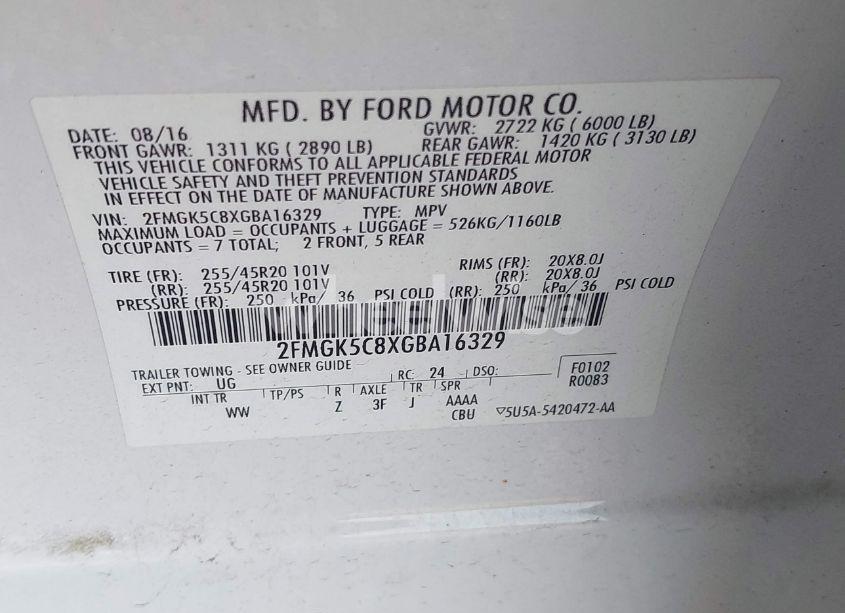 MFD. BY FORD MOTOR CO.
DATE: 08/16 GVWR: 2722 KG ( 6000 LB)
FRONT GAWR: 1311 KG ( 2890 LB) REAR GAWR: 1420 KG ( 3130 LB)
THIS VEHICLE CONFORMS TO ALL APPLICABLE FEDERAL MOTOR
VEHICLE SAFETY AND THEFT PREVENTION STANDARDS
IN EFFECT ON THE DATE OF MANUFACTURE SHOWN ABOVE.
VIN: 2FMGK5C8XGBA16329 TYPE: MPV
MAXIMUM LOAD = OCCUPANTS + LUGGAGE = 526KG/1160LB
OCCUPANTS = 7 TOTAL; 2 FRONT, 5 REAR
TIRE (FR): 255/45R20 101V RIMS (FR): 20X8.0J
(RR): 255/45R20 101V (RR): 20X8.0J
PRESSURE (FR): 250 kPa/ 36 PSI COLD (RR): 250 kPa/ 36 PSI COLD
2FMGK5C8XGBA16329
TRAILER TOWING - SEE OWNER GUIDE
EXT PNT: UG RC: 24 DSO: F0102
INT TR TP/PS R AXLE TR SPR R0083
WW Z 3F J AAAA
CBU ▽5U5A-5420472-AA